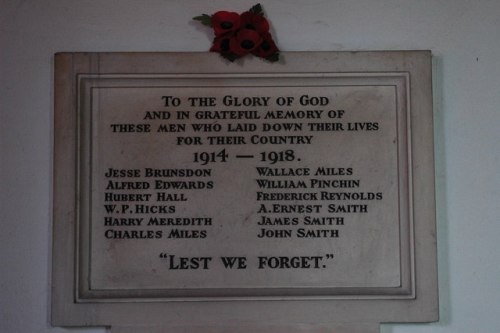 To the Glory of God
and in grateful memory of
these men who laid down their lives
for their Country
1914 — 1918.
Jesse Brunsdon
Alfred Edwards
Hubert Hall
W. P. Hicks
Harry Meredith
Charles Miles
Wallace Miles
William Pinchin
Frederick Reynolds
A. Ernest Smith
James Smith
John Smith
"Lest we forget."